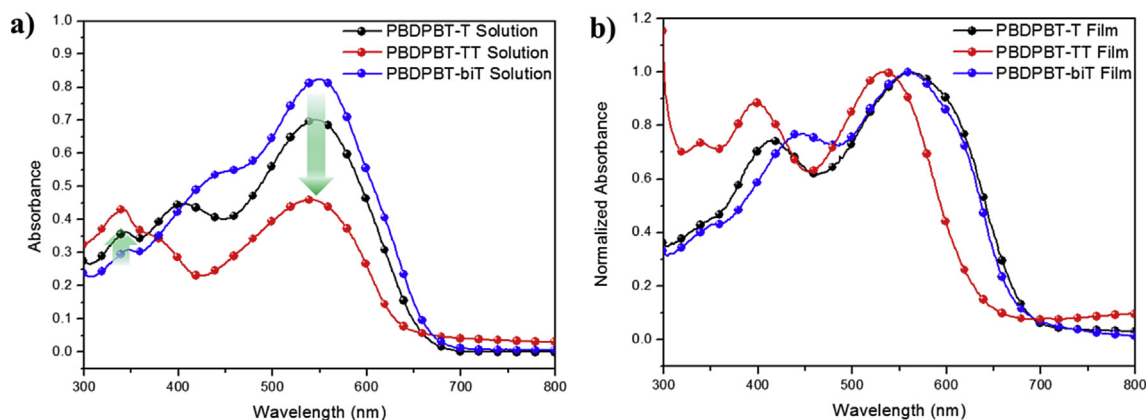 a)
PBDPBT-T Solution
PBDPBT-TT Solution
PBDPBT-biT Solution
Absorbance
1.0
0.9
0.8
0.7
0.6
0.5
0.4
0.3
0.2
0.1
0.0
300 400 500 600 700 800
Wavelength (nm)
b)
PBDPBT-T Film
PBDPBT-TT Film
PBDPBT-biT Film
Normalized Absorbance
1.2
1.0
0.8
0.6
0.4
0.2
0.0
300 400 500 600 700 800
Wavelength (nm)